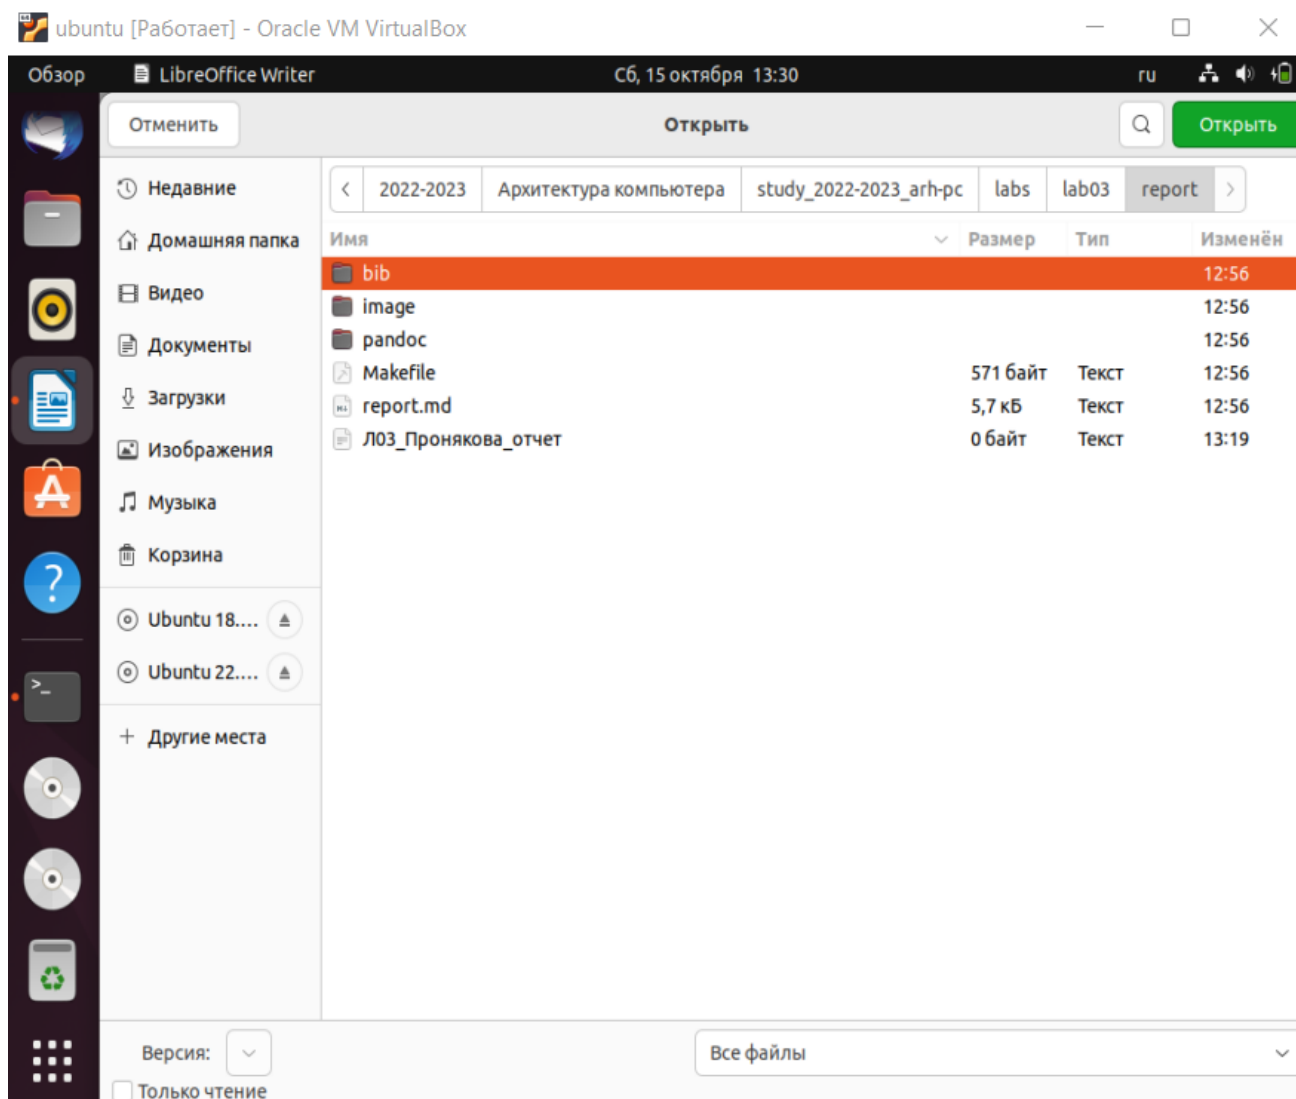 ubuntu [Работает] - Oracle VM VirtualBox
Обзор LibreOffice Writer Сб, 15 октября 13:30 ru
Отменить Открыть Открыть
Недавние
2022-2023 Архитектура компьютера study_2022-2023_arh-pc labs lab03 report
Домашняя папка
Имя Размер Тип Изменён
bib 12:56
Видео
image 12:56
pandoc 12:56
Документы
Makefile 571 байт Текст 12:56
Загрузки
report.md 5,7 кБ Текст 12:56
Л03_Пронякова_отчет 0 байт Текст 13:19
Изображения
Музыка
Корзина
Ubuntu 18....
Ubuntu 22....
Другие места
Версия: Все файлы
Только чтение